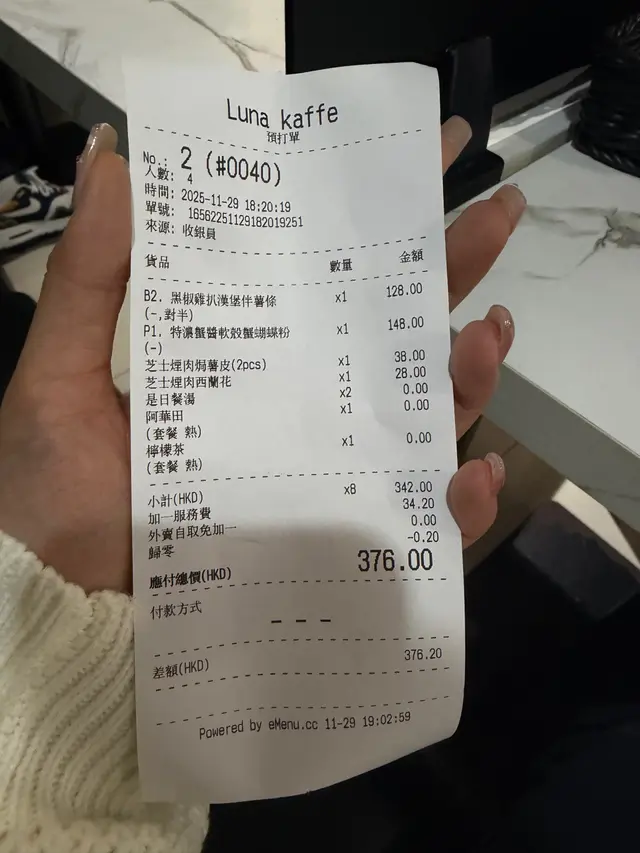 Luna kaffe
預打單
No.: 2 (#0040)
人數: 4
時間: 2025-11-29 18:20:19
單號: 16562251129182019251
來源: 收銀員
貨品 數量 金額
B2. 黑椒雞扒漢堡伴薯條 x1 128.00
(-,對半)
P1. 特濃蟹醬軟殼蟹蝴蝶粉 x1 148.00
(-)
芝士煙肉焗薯皮(2pcs) x1 38.00
芝士煙肉西蘭花 x1 28.00
是日餐湯 x2 0.00
阿華田 x1 0.00
(套餐 熱)
檸檬茶 x1 0.00
(套餐 熱)
小計(HKD) x8 342.00
加一服務費 34.20
外賣自取免加一 0.00
歸零 -0.20
應付總價(HKD) 376.00
付款方式
---
差額(HKD) 376.20
Powered by eMenu.cc 11-29 19:02:59